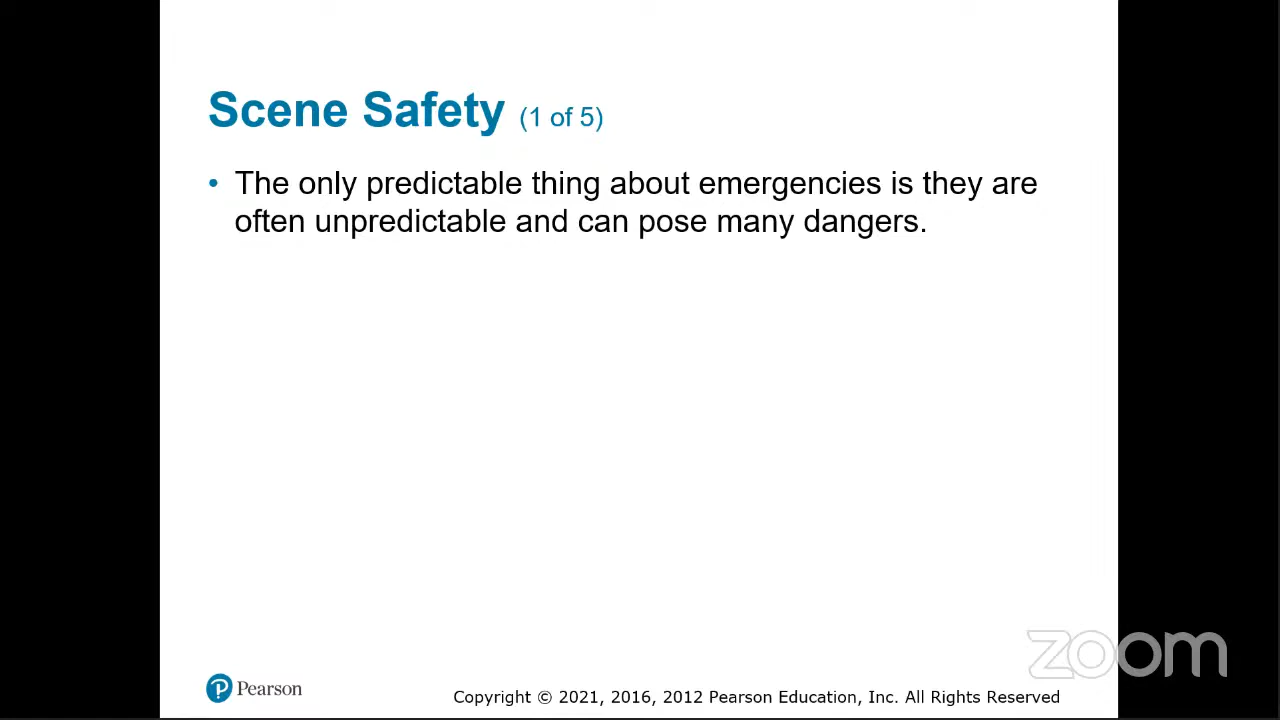 Scene Safety (1 of 5)
• The only predictable thing about emergencies is they are
often unpredictable and can pose many dangers.
zoom
Pearson
Copyright © 2021, 2016, 2012 Pearson Education, Inc. All Rights Reserved